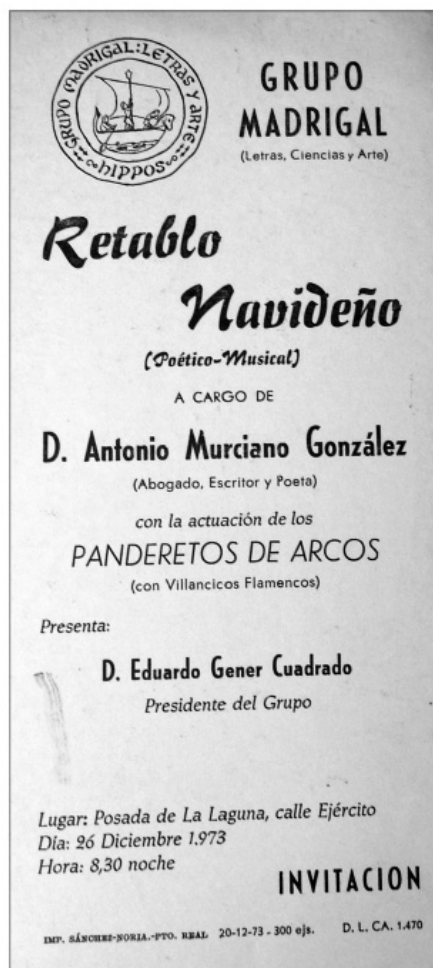 GRUPO MADRIGAL: LETRAS Y ARTE
HIPPOS
GRUPO
MADRIGAL
(Letras, Ciencias y Arte)
Retablo
Navideño
(Poético-Musical)
A CARGO DE
D. Antonio Murciano González
(Abogado, Escritor y Poeta)
con la actuación de los
PANDERETOS DE ARCOS
(con Villancicos Flamencos)
Presenta:
D. Eduardo Gener Cuadrado
Presidente del Grupo
Lugar: Posada de La Laguna, calle Ejército
Día: 26 Diciembre 1.973
Hora: 8,30 noche
INVITACION
IMP. SÁNCHEZ-NORIA.-PTO. REAL 20-12-73 - 300 ejs. D. L. CA. 1.470